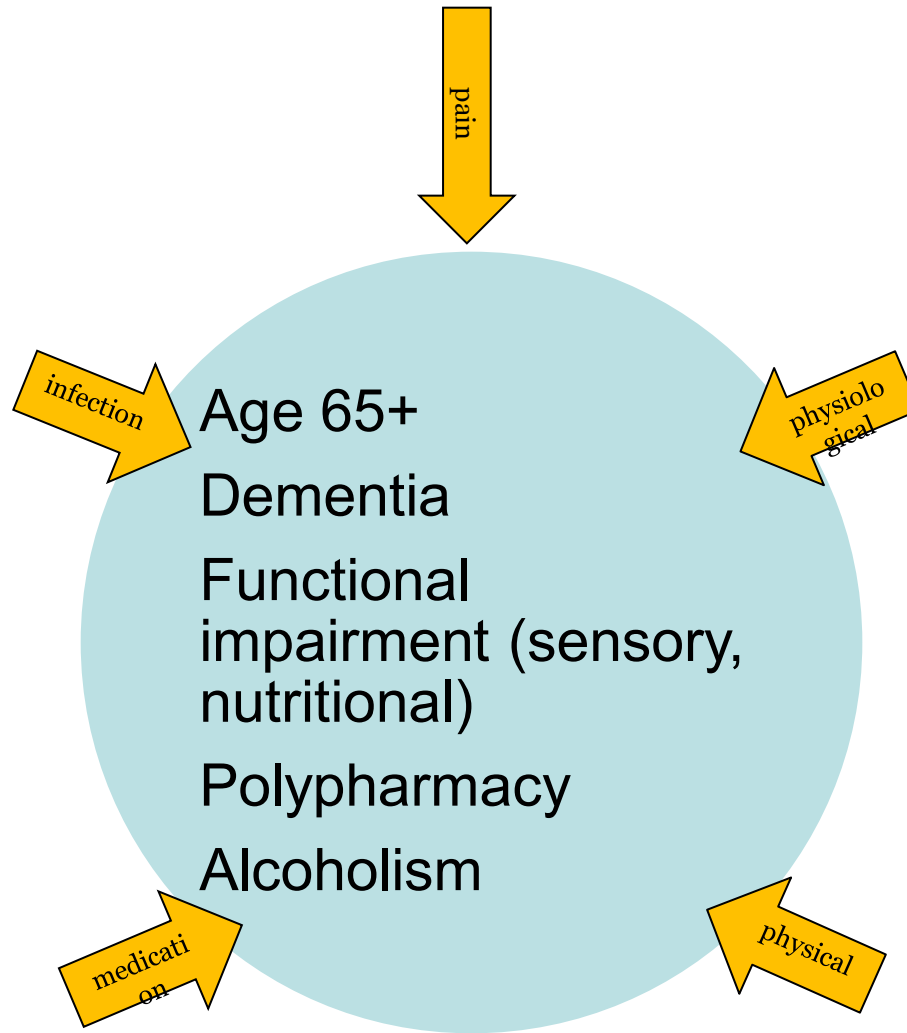 pain
infection
physiolo
gical
Age 65+
Dementia
Functional
impairment (sensory,
nutritional)
Polypharmacy
Alcoholism
medicati
on
physical